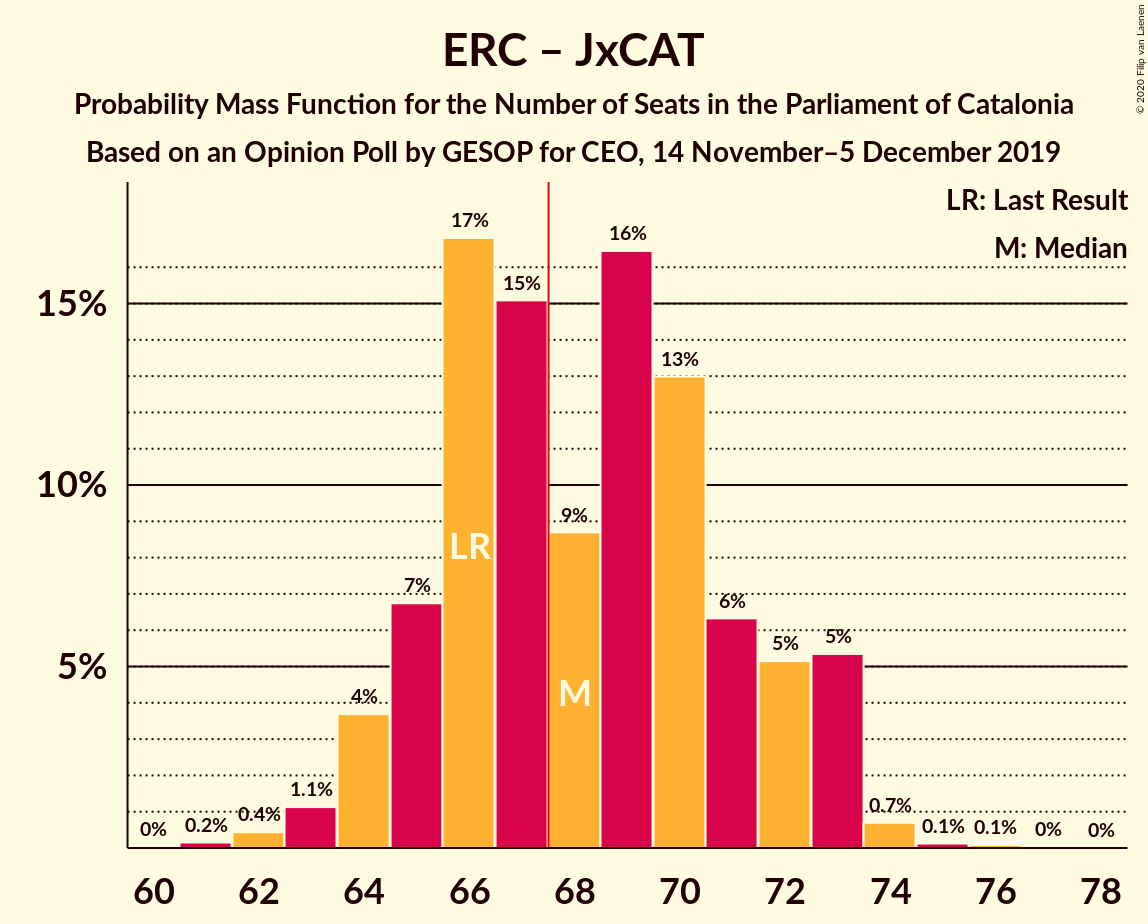 ERC – JxCAT
Probability Mass Function for the Number of Seats in the Parliament of Catalonia
Based on an Opinion Poll by GESOP for CEO, 14 November–5 December 2019
© 2020 Filip van Laenen
LR: Last Result
M: Median
17%
16%
15%
15%
13%
10%
9%
LR
7%
6%
5%
5%
5%
M
4%
1.1%
0.7%
0.4%
0.2%
0.1%
0.1%
0%
0%
0%
60 62 64 66 68 70 72 74 76 78